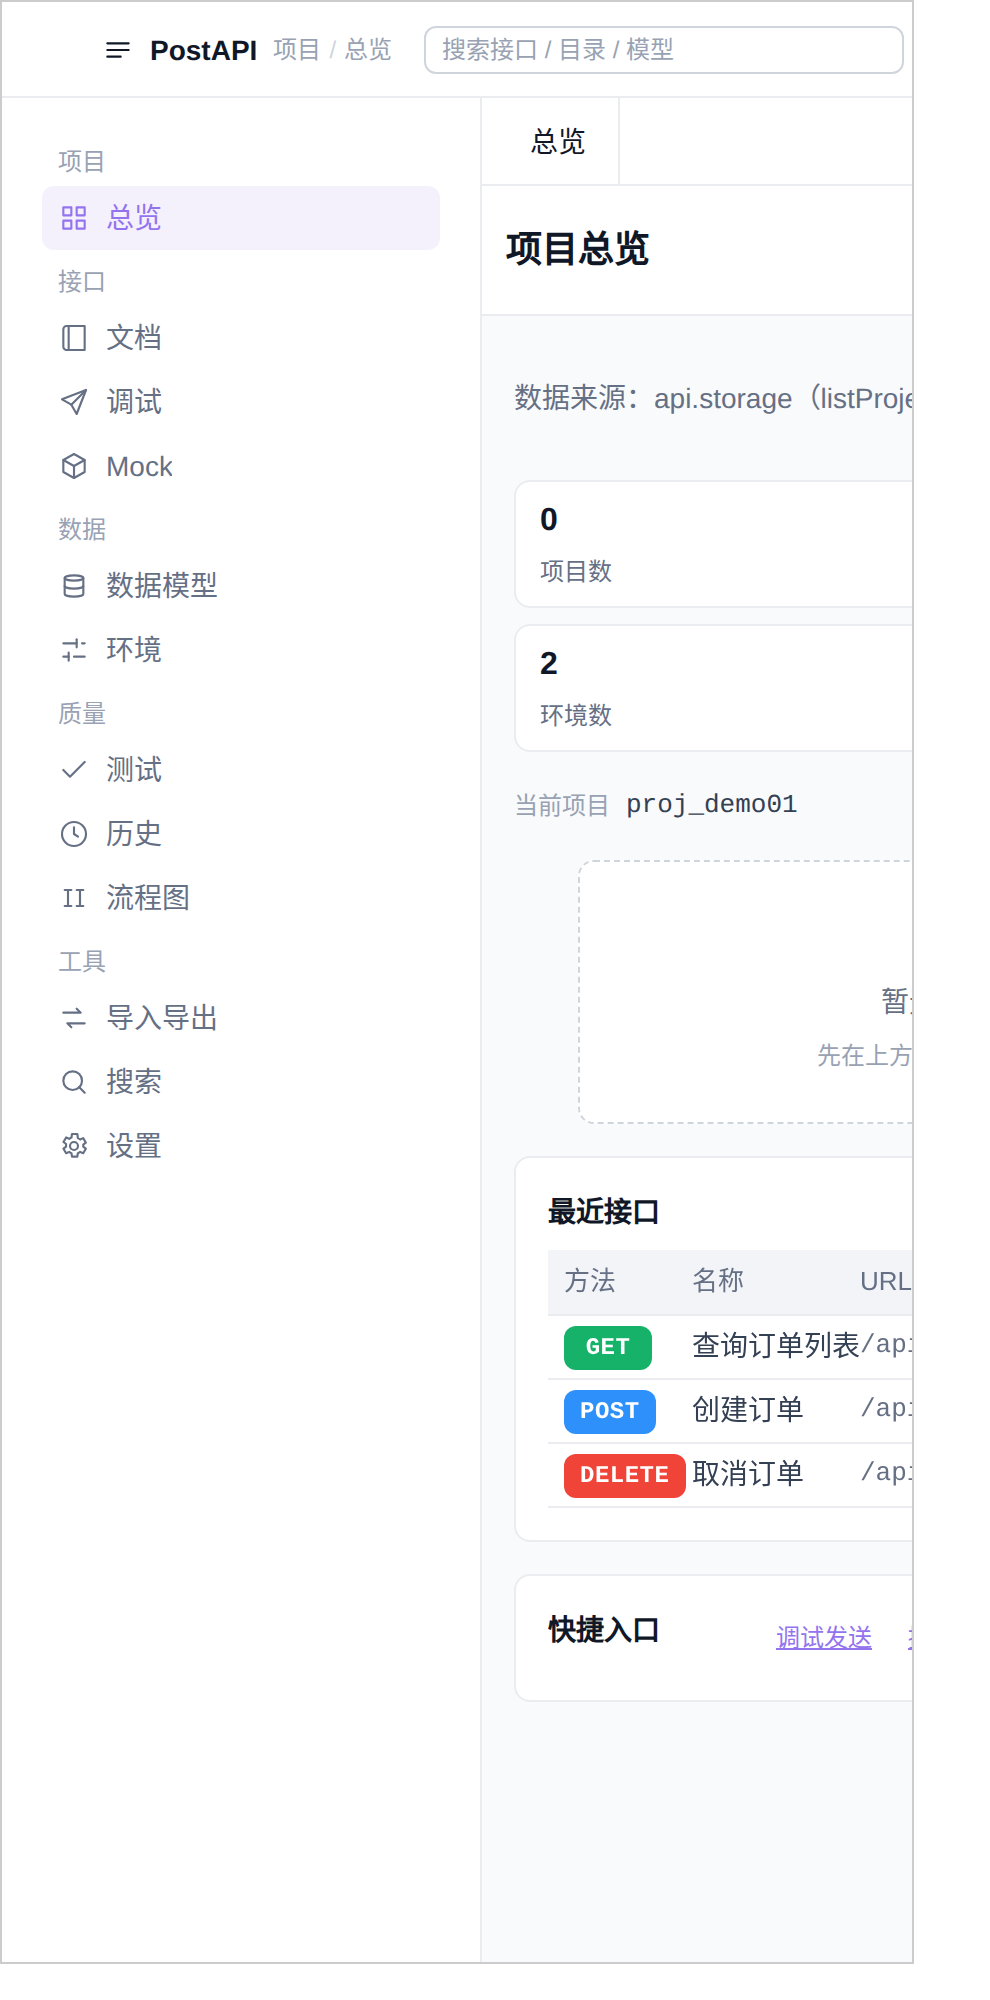 PostAPI 项目 / 总览 搜索接口 / 目录 / 模型
项目
总览
接口
文档
调试
Mock
数据
数据模型
环境
质量
测试
历史
流程图
工具
导入导出
搜索
设置
总览
项目总览
数据来源：api.storage（listProje
0
项目数
2
环境数
当前项目 proj_demo01
暂
先在上方
最近接口
方法 名称 URL
GET 查询订单列表 /api
POST 创建订单 /api
DELETE 取消订单 /api
快捷入口 调试发送